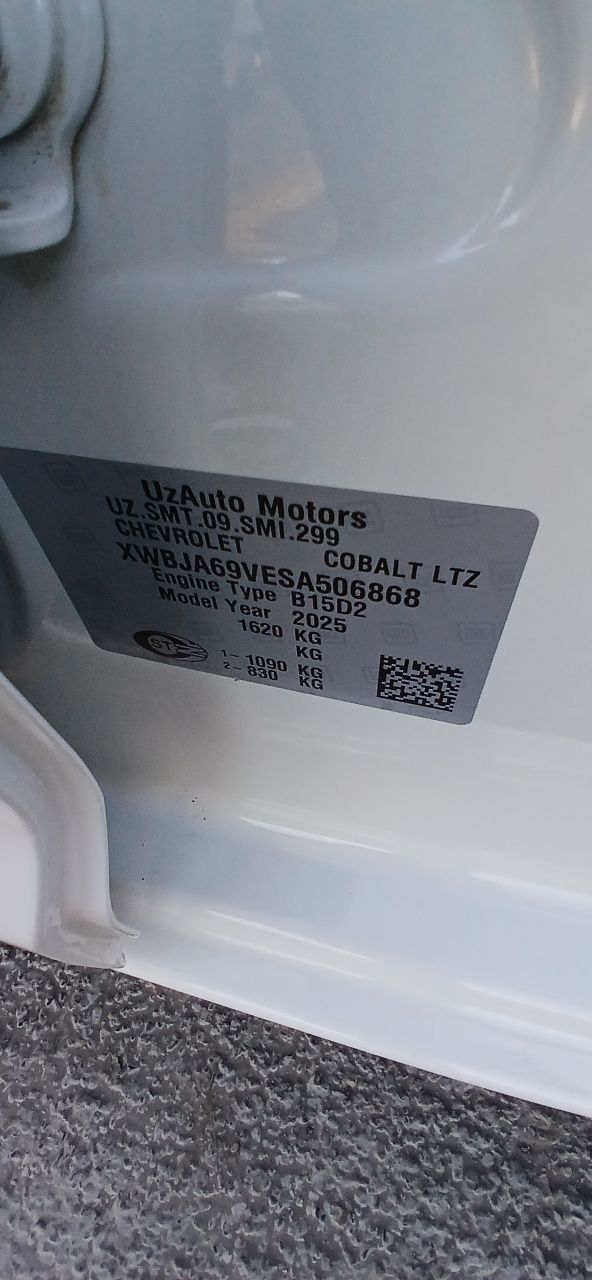 UzAuto Motors
UZ.SMT.09.SMI.299
CHEVROLET COBALT LTZ
XWBJA69VESA506868
Engine Type B15D2
Model Year 2025
1620 KG
KG
1- 1090 KG
2- 830 KG